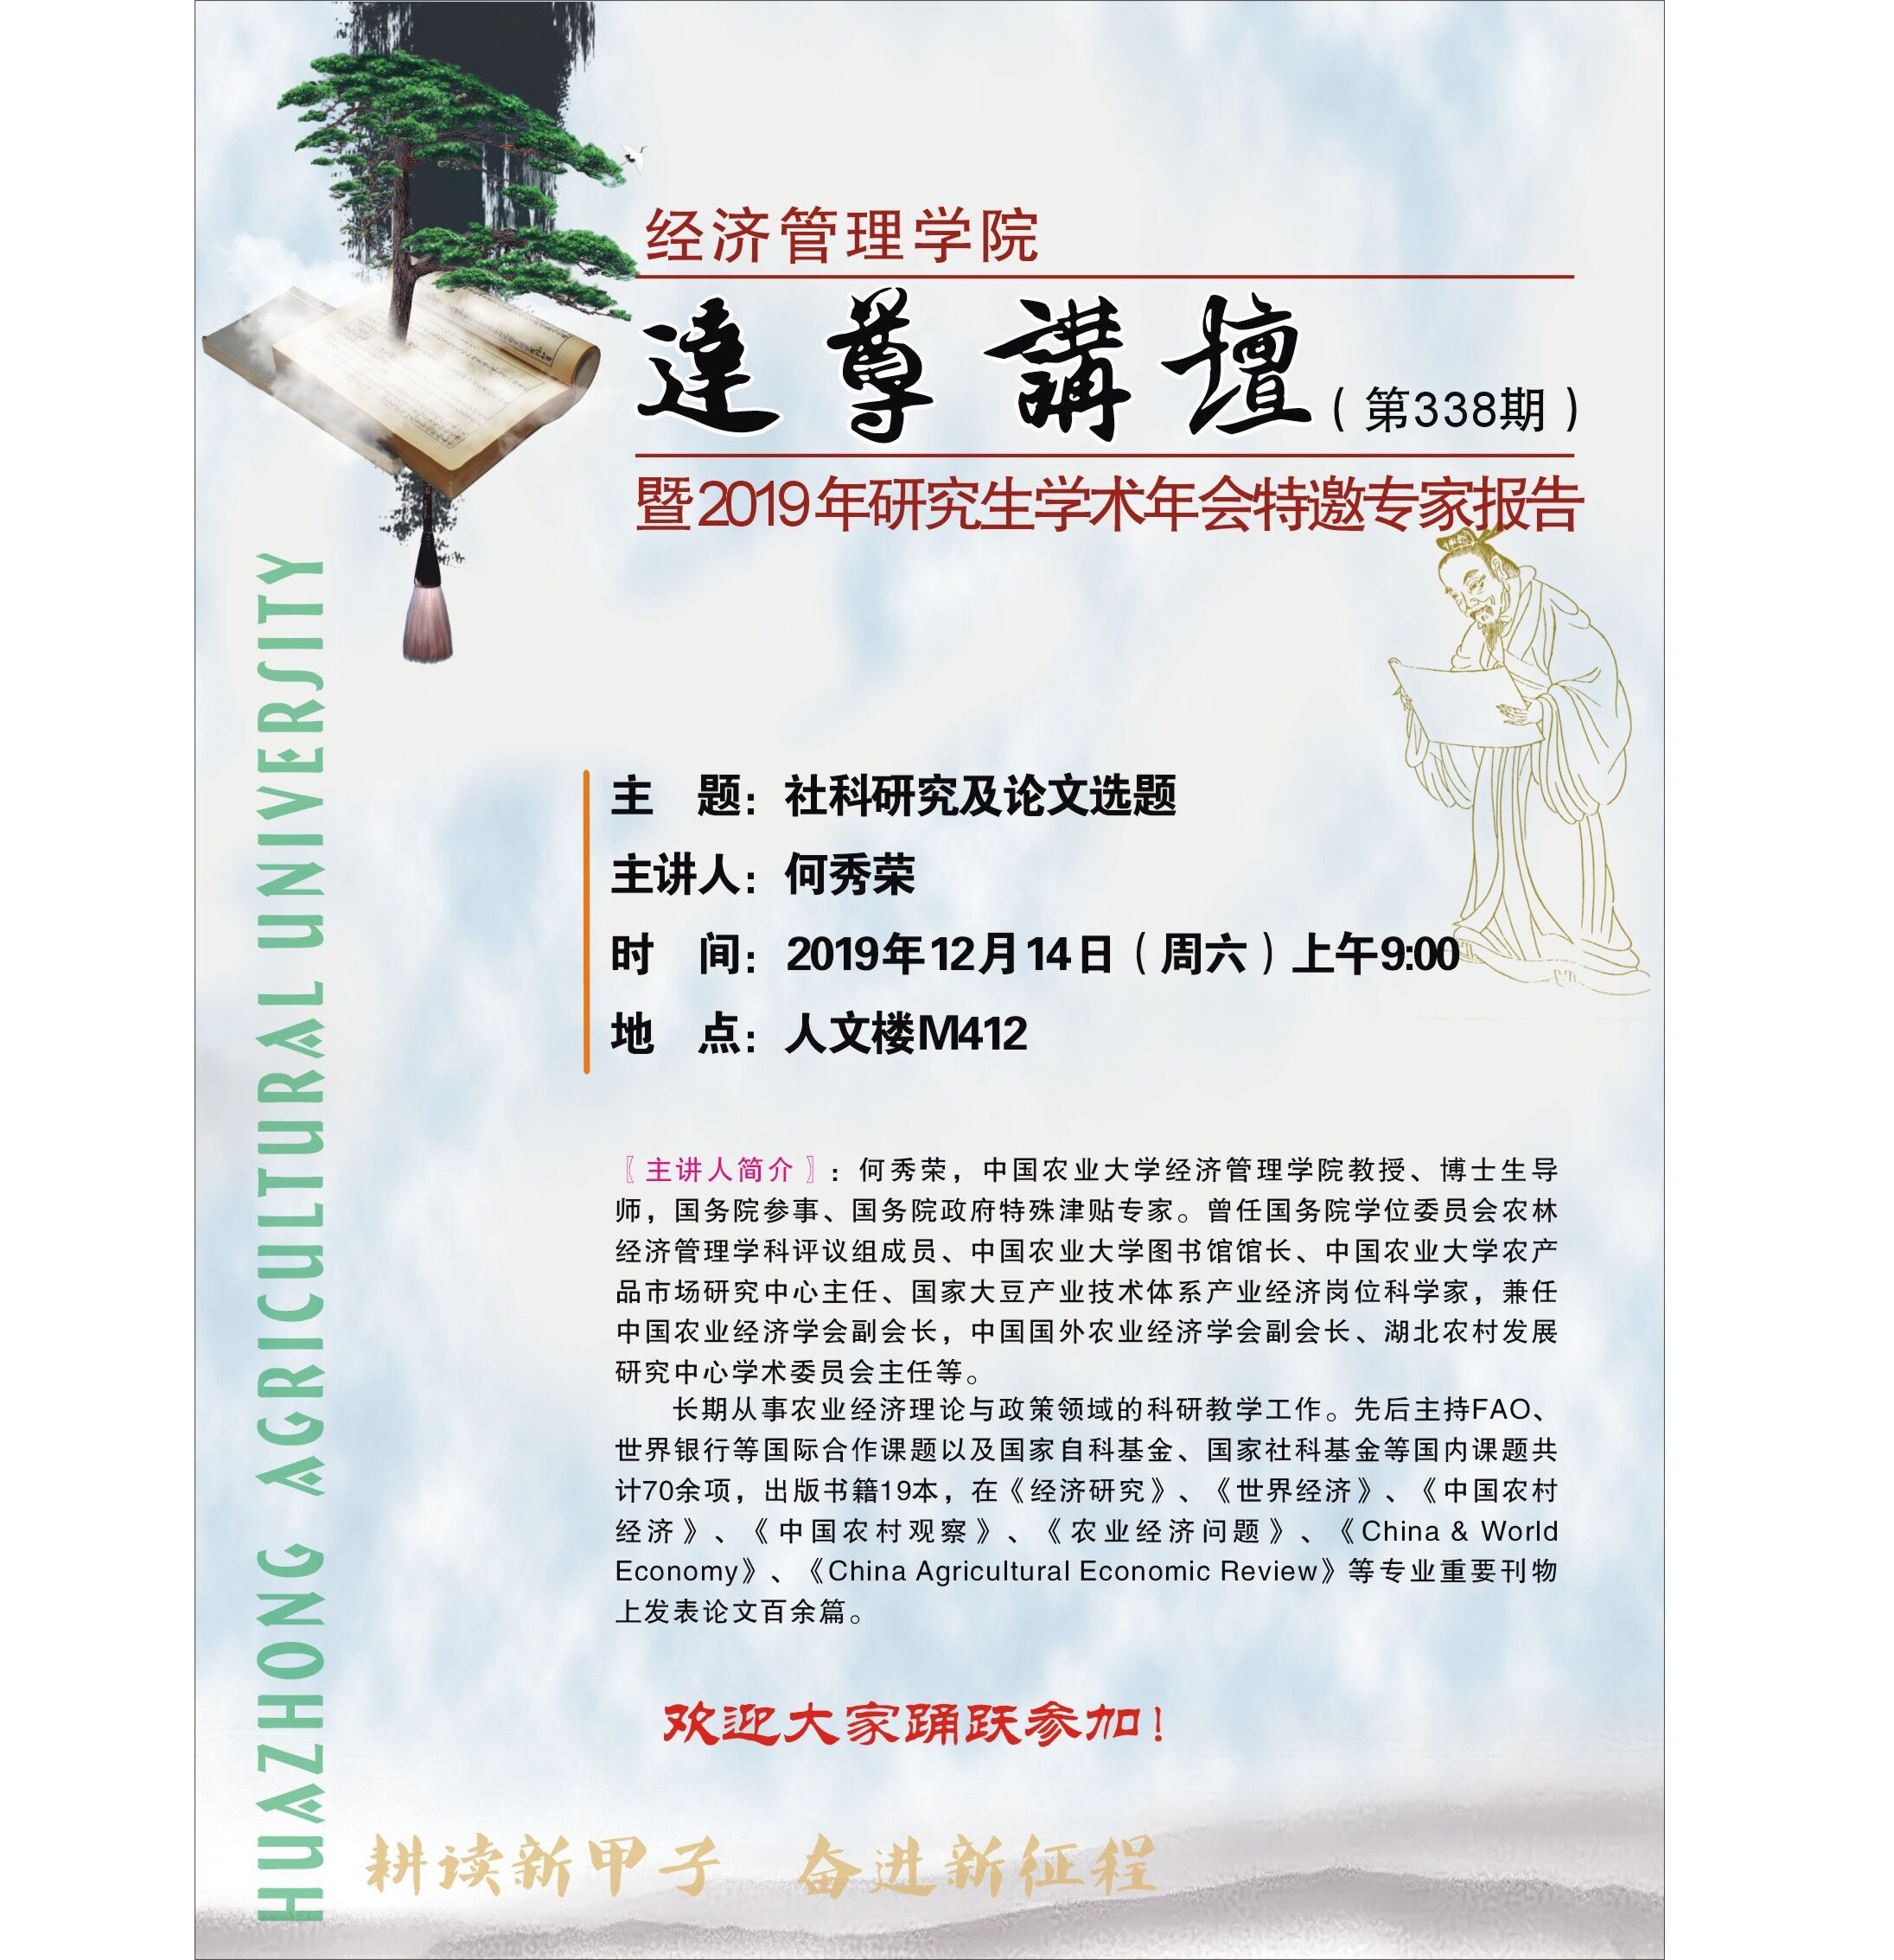 经济管理学院
達尊講壇（第338期）
暨2019年研究生学术年会特邀专家报告
HUAZHONG AGRICULTURAL UNIVERSITY
主 题：社科研究及论文选题
主讲人：何秀荣
时 间：2019年12月14日（周六）上午9:00
地 点：人文楼M412
〖主讲人简介〗：何秀荣，中国农业大学经济管理学院教授、博士生导
师，国务院参事、国务院政府特殊津贴专家。曾任国务院学位委员会农林
经济管理学科评议组成员、中国农业大学图书馆馆长、中国农业大学农产
品市场研究中心主任、国家大豆产业技术体系产业经济岗位科学家，兼任
中国农业经济学会副会长，中国国外农业经济学会副会长、湖北农村发展
研究中心学术委员会主任等。
长期从事农业经济理论与政策领域的科研教学工作。先后主持FAO、
世界银行等国际合作课题以及国家自科基金、国家社科基金等国内课题共
计70余项，出版书籍19本，在《经济研究》、《世界经济》、《中国农村
经济》、《中国农村观察》、《农业经济问题》、《China & World
Economy》、《China Agricultural Economic Review》等专业重要刊物
上发表论文百余篇。
欢迎大家踊跃参加！
耕读新甲子 奋进新征程